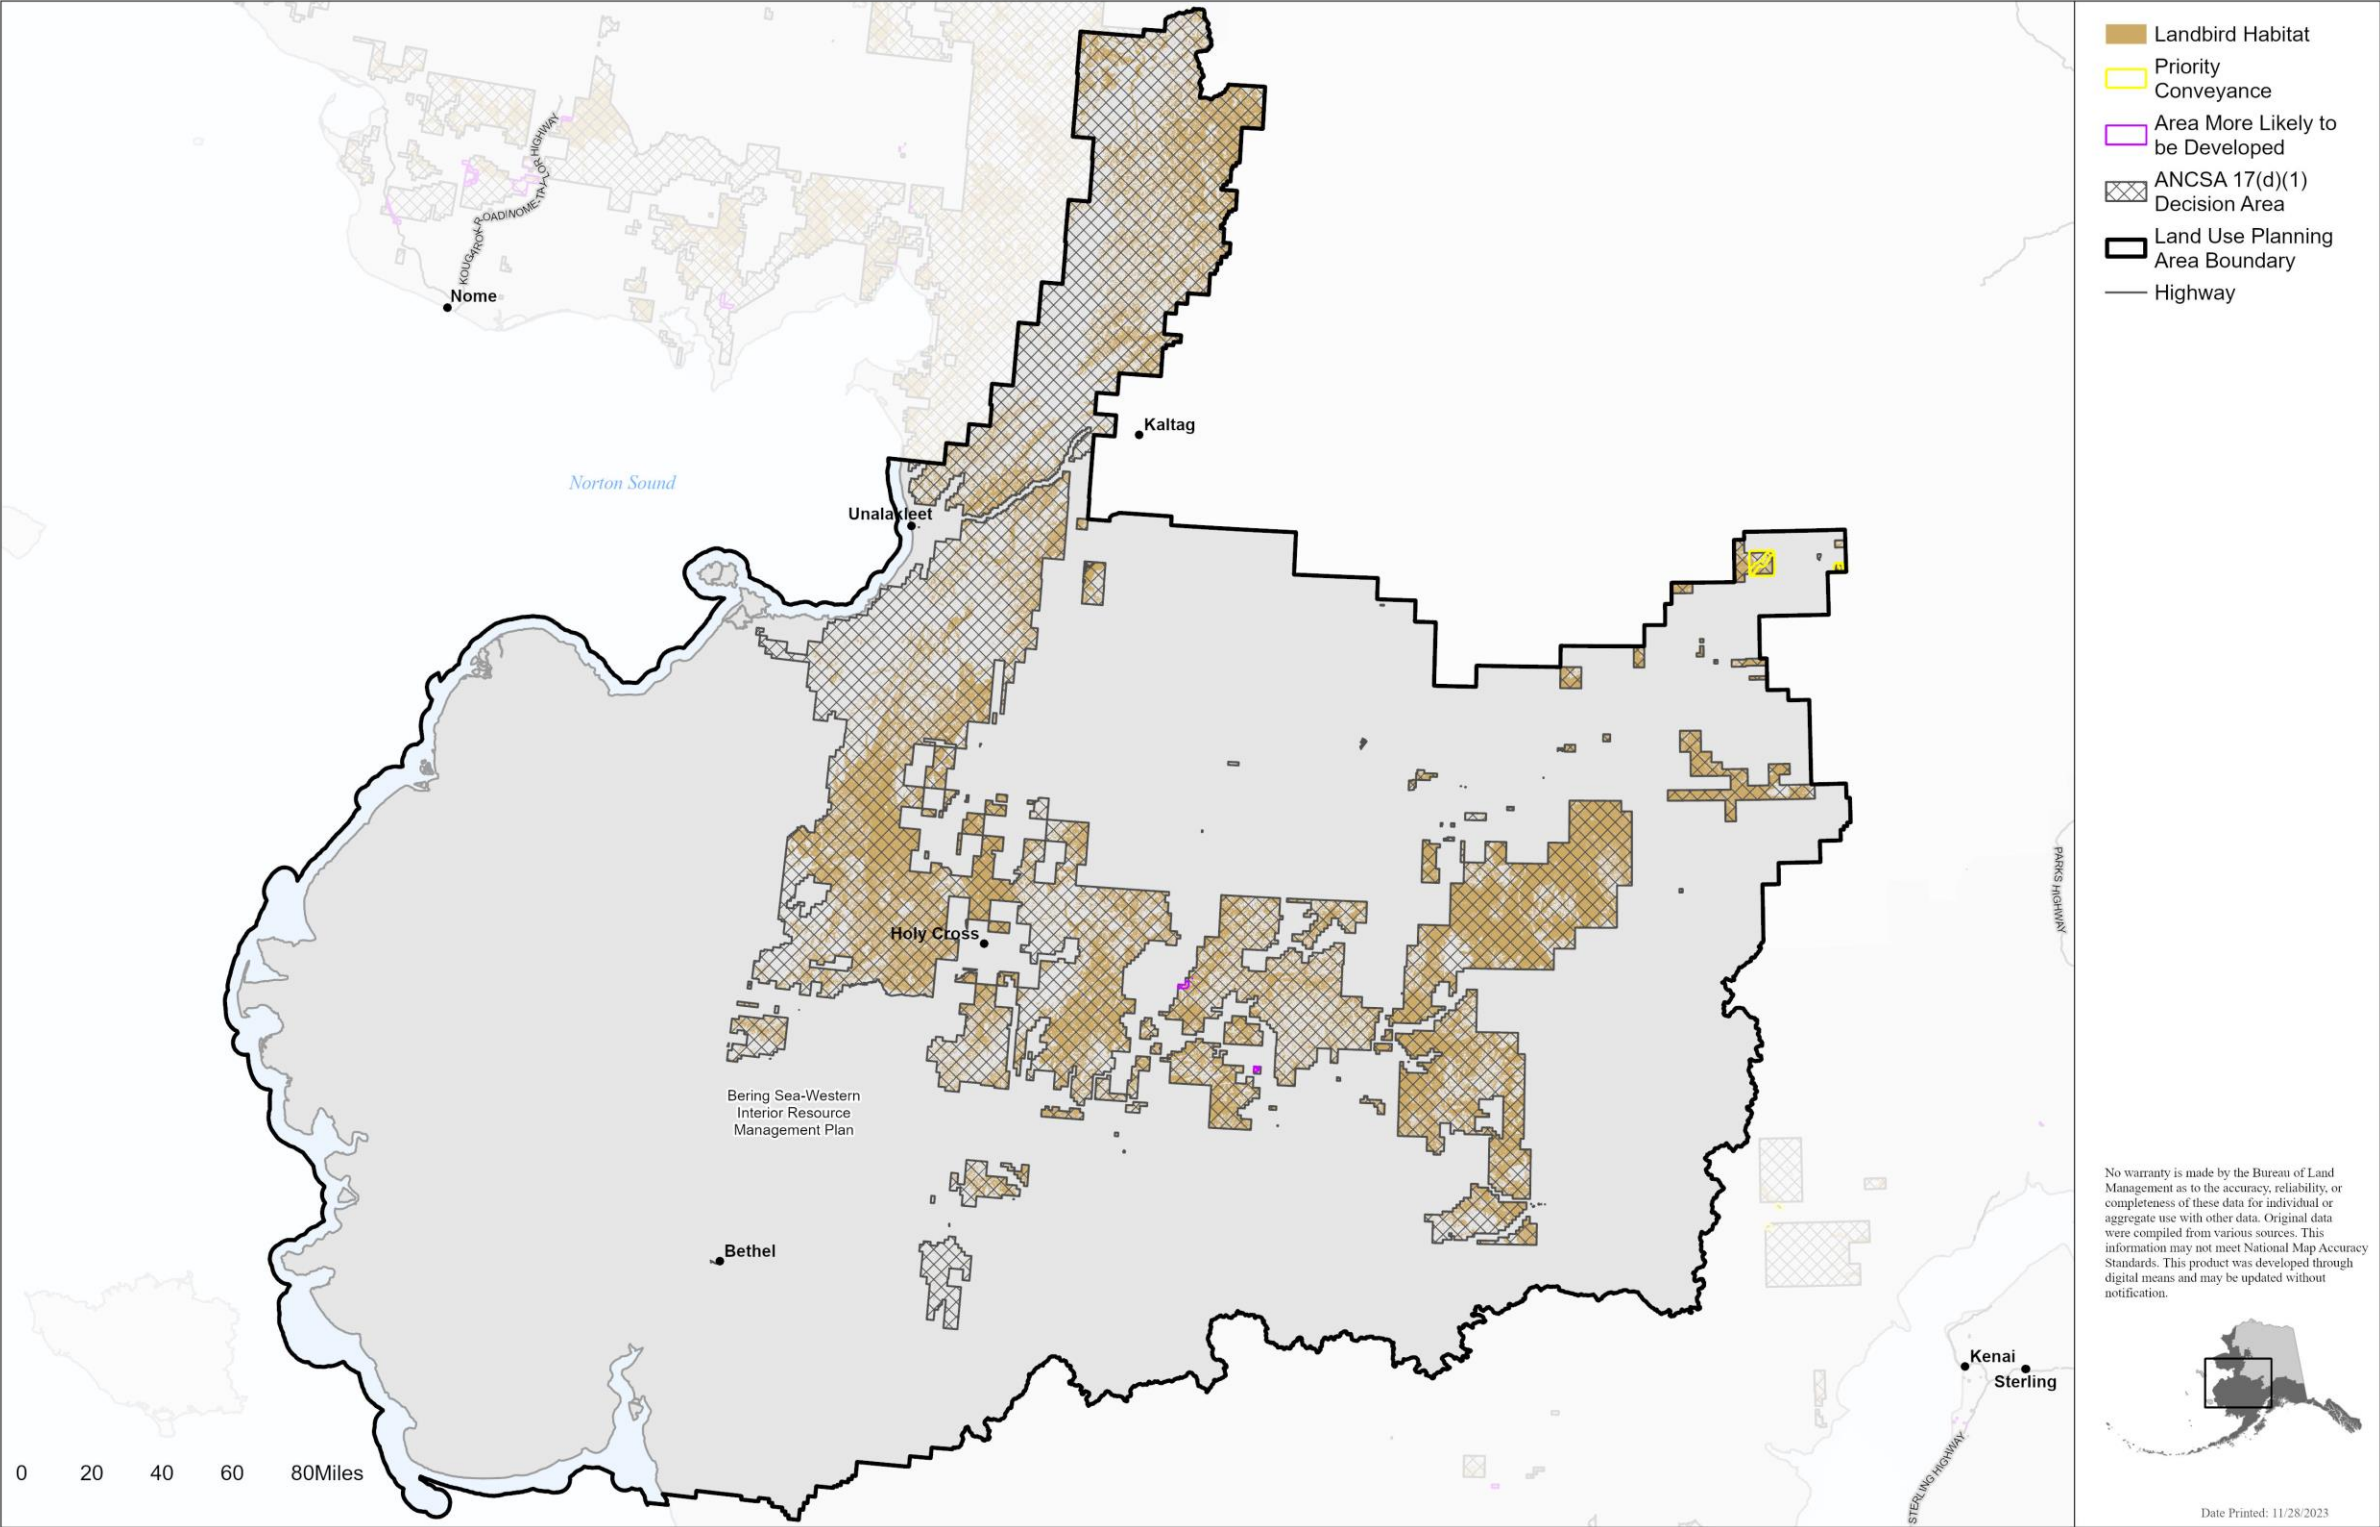 Landbird Habitat
Priority
Conveyance
Area More Likely to
be Developed
ANCSA 17(d)(1)
Decision Area
Land Use Planning
Area Boundary
Highway
KOUGAROK ROAD/NOME-TAYLOR HIGHWAY
Nome
Kaltag
Norton Sound
Unalakleet
PARKS HIGHWAY
Holy Cross
Bering Sea-Western
Interior Resource
Management Plan
Bethel
Kenai
Sterling
STERLING HIGHWAY
0 20 40 60 80Miles
No warranty is made by the Bureau of Land
Management as to the accuracy, reliability, or
completeness of these data for individual or
aggregate use with other data. Original data
were compiled from various sources. This
information may not meet National Map Accuracy
Standards. This product was developed through
digital means and may be updated without
notification.
Date Printed: 11/28/2023